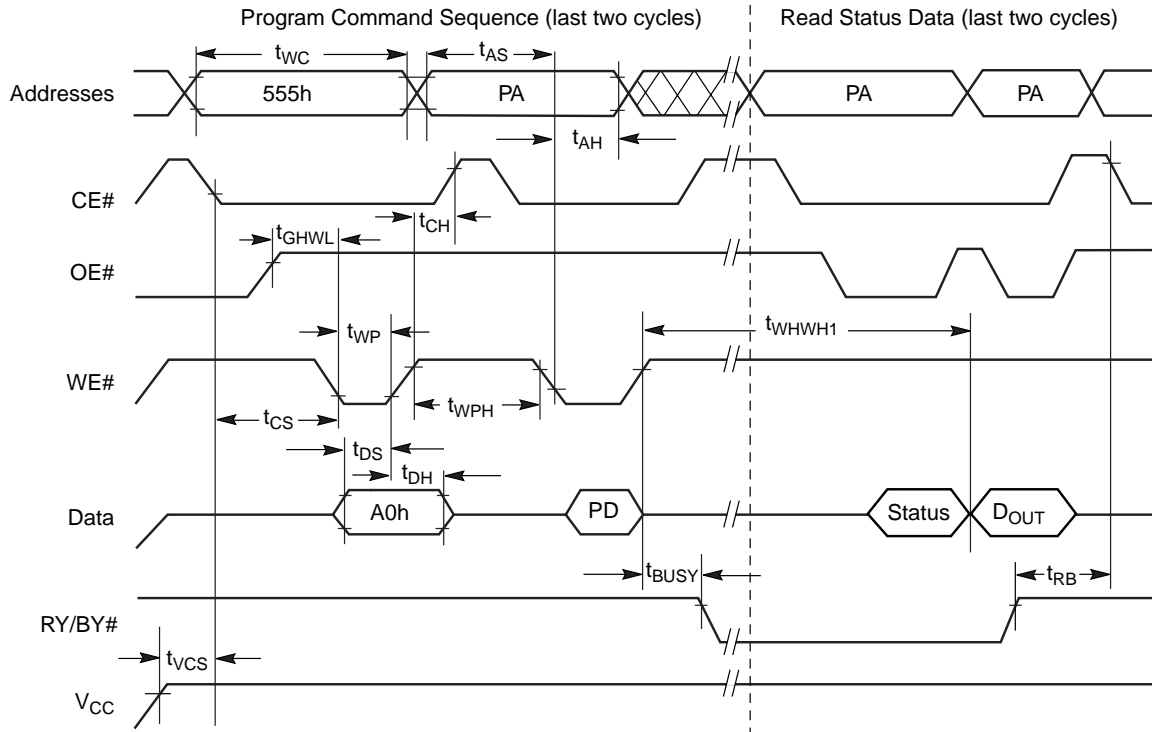 Program Command Sequence (last two cycles)
Read Status Data (last two cycles)
tWC
tAS
Addresses
555h
PA
PA
PA
tAH
CE#
tCH
tGHWL
OE#
tWP
tWHWH1
WE#
tCS
tWPH
tDS
tDH
Data
A0h
PD
Status
DOUT
tBUSY
tRB
RY/BY#
tVCS
VCC